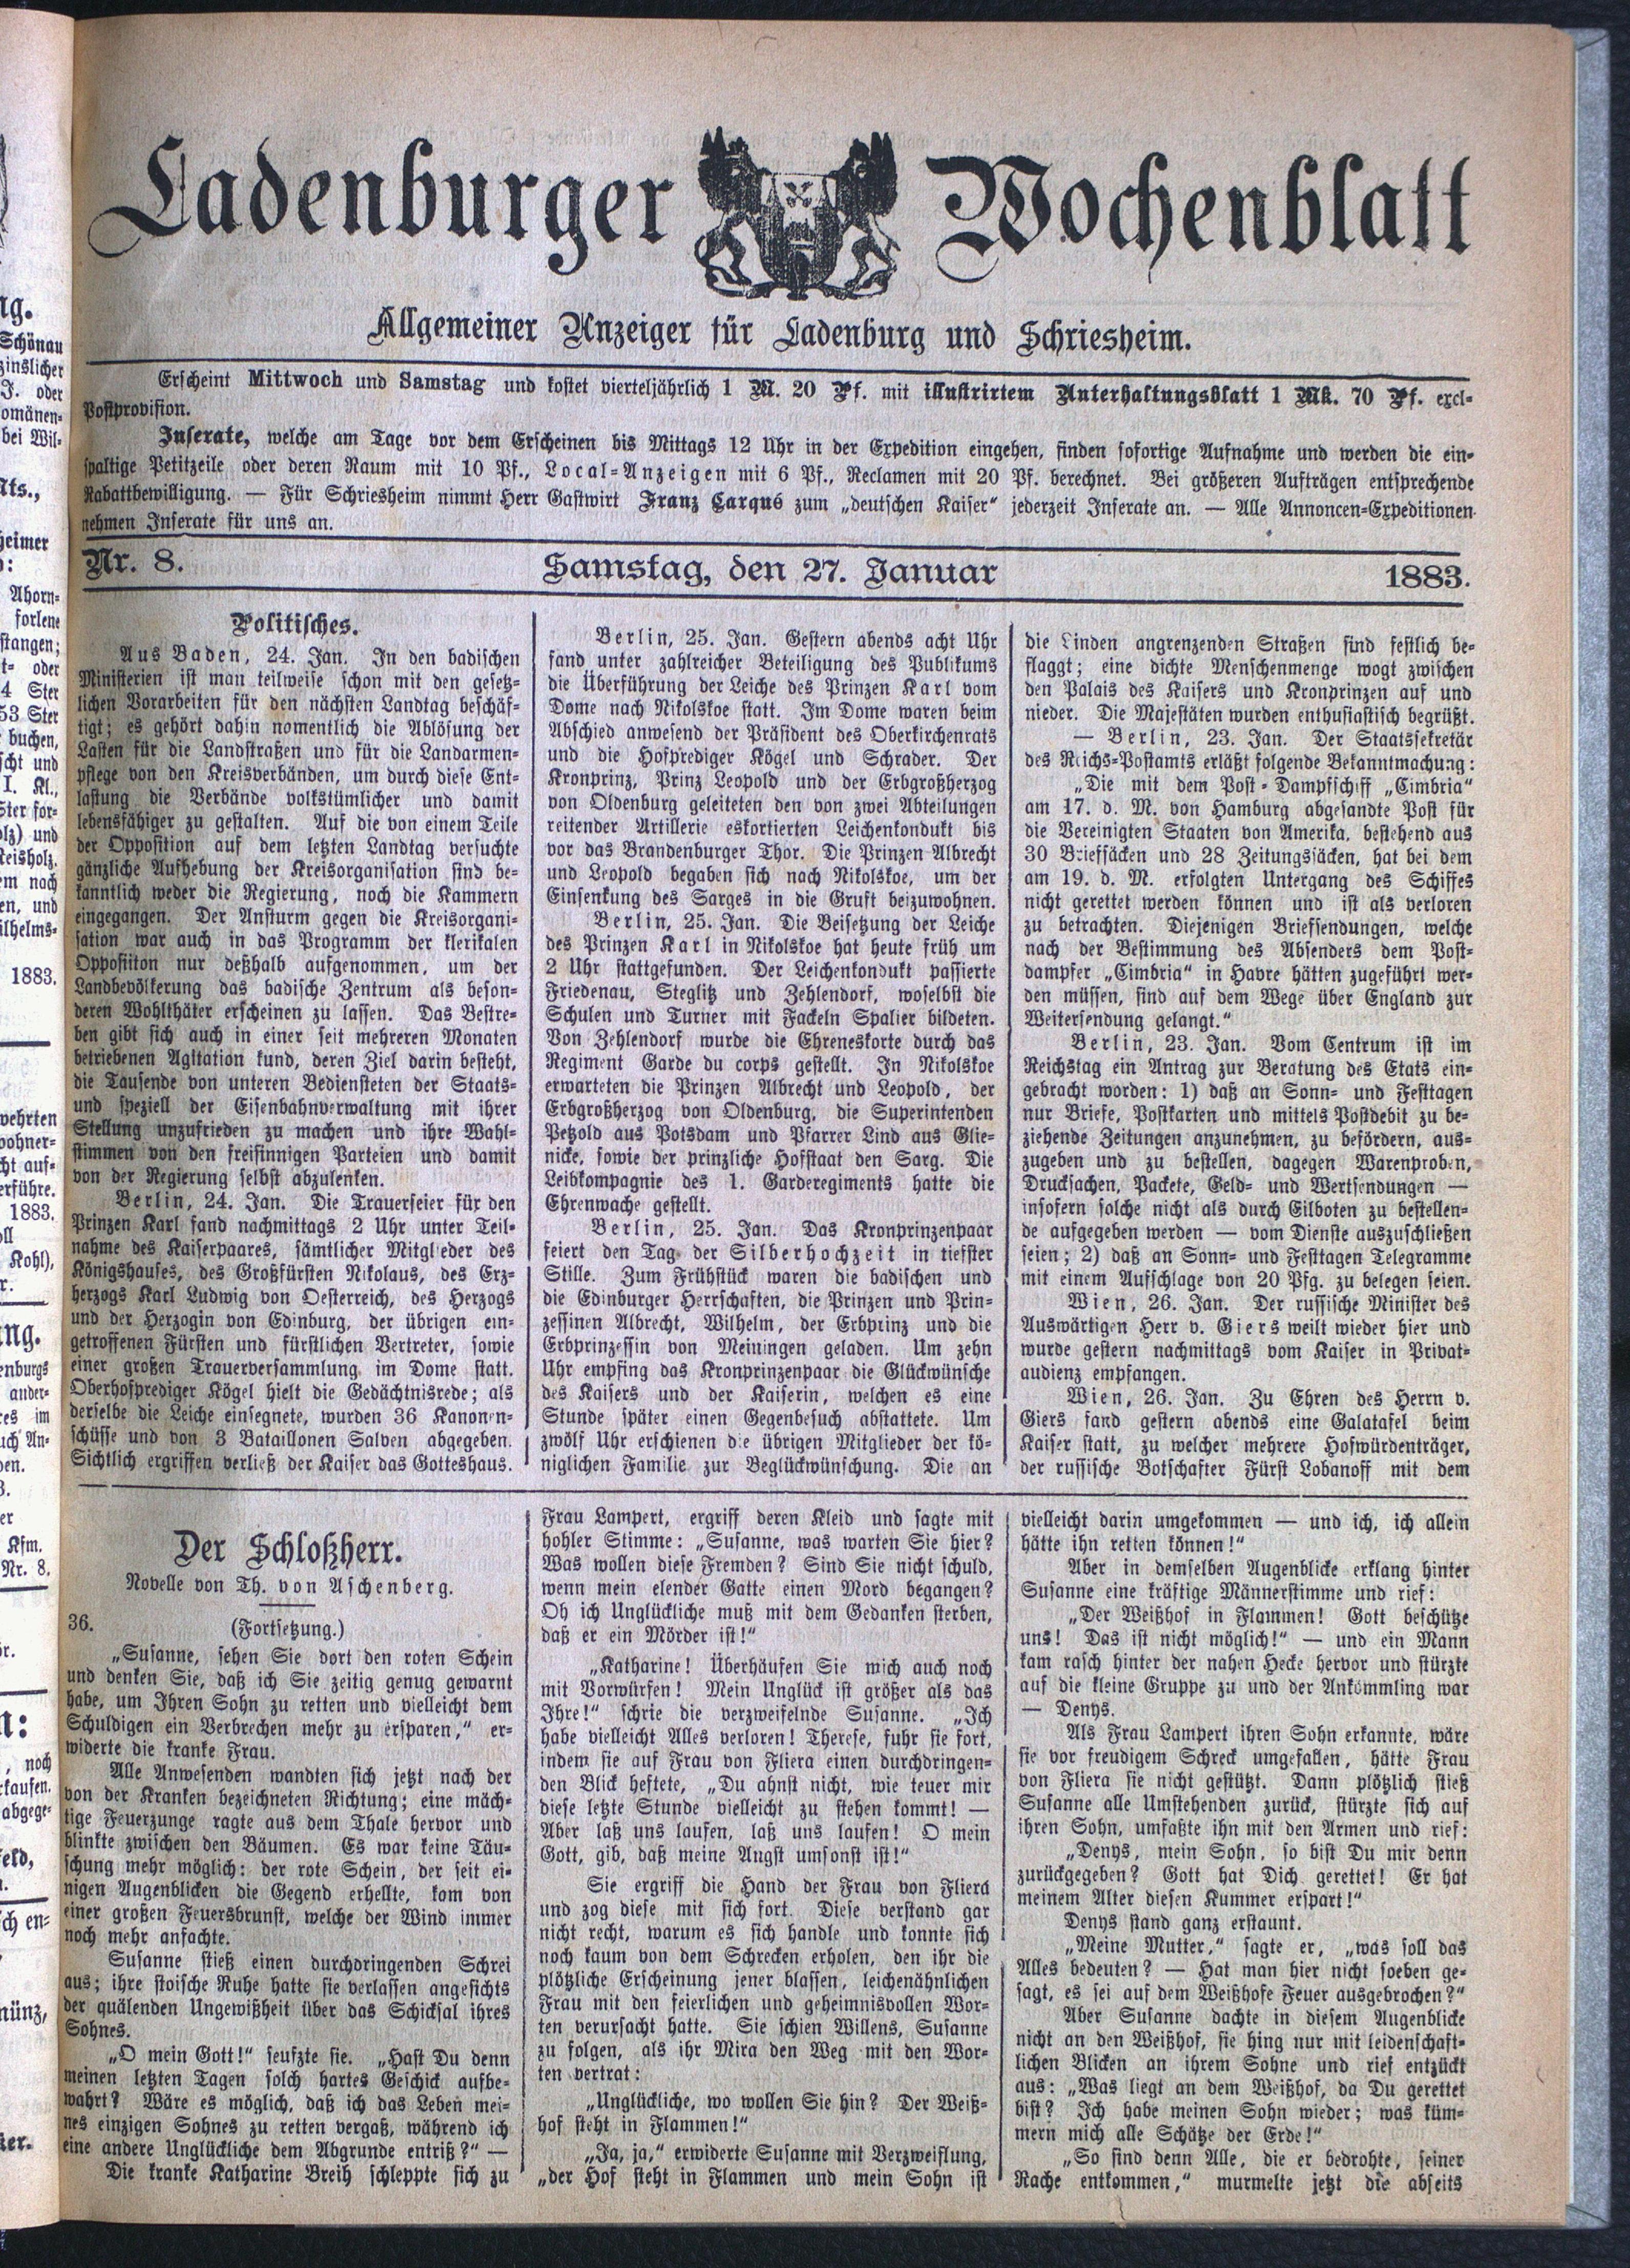 Ladenburger Wochenblatt
Allgemeiner Anzeiger für Ladenburg und Schriesheim.
Erscheint Mittwoch und Samstag und kostet vierteljährlich 1 M. 20 Pf. mit illustrirtem Unterhaltungsblatt 1 Mk. 70 Pf. excl-
Postprovision.
Inserate, welche am Tage vor dem Erscheinen bis Mittags 12 Uhr in der Expedition eingehen, finden sofortige Aufnahme und werden die ein-
spaltige Petitzeile oder deren Raum mit 10 Pf., Local-Anzeigen mit 6 Pf., Reclamen mit 20 Pf. berechnet. Bei größeren Aufträgen entsprechende
Rabattbewilligung. — Für Schriesheim nimmt Herr Gastwirt Franz Carqué zum „deutschen Kaiser“ jederzeit Inserate an. — Alle Annoncen-Expeditionen
nehmen Inserate für uns an.
Nr. 8.
Samstag, den 27. Januar
1883.
Politisches.
Aus Baden, 24. Jan. In den badischen
Ministerien ist man teilweise schon mit den gesetz-
lichen Vorarbeiten für den nächsten Landtag beschäf-
tigt; es gehört dahin nomentlich die Ablösung der
Lasten für die Landstraßen und für die Landarmen-
pflege von den Kreisverbänden, um durch diese Ent-
lastung die Verbände volkstümlicher und damit
lebensfähiger zu gestalten. Auf die von einem Teile
der Opposition auf dem letzten Landtag versuchte
gänzliche Aufhebung der Kreisorganisation sind be-
kanntlich weder die Regierung, noch die Kammern
eingegangen. Der Ansturm gegen die Kreisorgani-
sation war auch in das Programm der klerikalen
Opposiiton nur deßhalb aufgenommen, um der
Landbevölkerung das badische Zentrum als beson-
deren Wohlthäter erscheinen zu lassen. Das Bestre-
ben gibt sich auch in einer seit mehreren Monaten
betriebenen Agitation kund, deren Ziel darin besteht,
die Tausende von unteren Bediensteten der Staats-
und speziell der Eisenbahnverwaltung mit ihrer
Stellung unzufrieden zu machen und ihre Wahl-
stimmen von den freisinnigen Parteien und damit
von der Regierung selbst abzulenken.
Berlin, 24. Jan. Die Trauerfeier für den
Prinzen Karl fand nachmittags 2 Uhr unter Teil-
nahme des Kaiserpaares, sämtlicher Mitglieder des
Königshauses, des Großfürsten Nikolaus, des Erz-
herzogs Karl Ludwig von Oesterreich, des Herzogs
und der Herzogin von Edinburg, der übrigen ein-
getroffenen Fürsten und fürstlichen Vertreter, sowie
einer großen Trauerversammlung im Dome statt.
Oberhofprediger Kögel hielt die Gedächtnisrede; als
derselbe die Leiche einsegnete, wurden 36 Kanonen-
schüsse und von 3 Bataillonen Salven abgegeben.
Sichtlich ergriffen verließ der Kaiser das Gotteshaus.
Berlin, 25. Jan. Gestern abends acht Uhr
fand unter zahlreicher Beteiligung des Publikums
die Überführung der Leiche des Prinzen Karl vom
Dome nach Nikolskoe statt. Im Dome waren beim
Abschied anwesend der Präsident des Oberkirchenrats
und die Hofprediger Kögel und Schrader. Der
Kronprinz, Prinz Leopold und der Erbgroßherzog
von Oldenburg geleiteten den von zwei Abteilungen
reitender Artillerie eskortierten Leichenkondukt bis
vor das Brandenburger Thor. Die Prinzen Albrecht
und Leopold begaben sich nach Nikolskoe, um der
Einsenkung des Sarges in die Gruft beizuwohnen.
Berlin, 25. Jan. Die Beisetzung der Leiche
des Prinzen Karl in Nikolskoe hat heute früh um
2 Uhr stattgefunden. Der Leichenkondukt passierte
Friedenau, Steglitz und Zehlendorf, woselbst die
Schulen und Turner mit Fackeln Spalier bildeten.
Von Zehlendorf wurde die Ehreneskorte durch das
Regiment Garde du corps gestellt. In Nikolskoe
erwarteten die Prinzen Albrecht und Leopold, der
Erbgroßherzog von Oldenburg, die Superintenden
Petzold aus Potsdam und Pfarrer Lind aus Glie-
nicke, sowie der prinzliche Hofstaat den Sarg. Die
Leibkompagnie des 1. Garderegiments hatte die
Ehrenwache gestellt.
Berlin, 25. Jan. Das Kronprinzenpaar
feiert den Tag der Silberhochzeit in tiefster
Stille. Zum Frühstück waren die badischen und
die Edinburger Herrschaften, die Prinzen und Prin-
zessinen Albrecht, Wilhelm, der Erbprinz und die
Erbprinzessin von Meiningen geladen. Um zehn
Uhr empfing das Kronprinzenpaar die Glückwünsche
des Kaisers und der Kaiserin, welchen es eine
Stunde später einen Gegenbesuch abstattete. Um
zwölf Uhr erschienen die übrigen Mitglieder der kö-
niglichen Familie zur Beglückwünschung. Die an
die Linden angrenzenden Straßen sind festlich be-
flaggt; eine dichte Menschenmenge wogt zwischen
den Palais des Kaisers und Kronprinzen auf und
nieder. Die Majestäten wurden enthusiastisch begrüßt.
— Berlin, 23. Jan. Der Staatssekretär
des Reichs-Postamts erläßt folgende Bekanntmachung:
„Die mit dem Post-Dampfschiff „Cimbria“
am 17. d. M. von Hamburg abgesandte Post für
die Vereinigten Staaten von Amerika, bestehend aus
30 Briefsäcken und 28 Zeitungssäcken, hat bei dem
am 19. d. M. erfolgten Untergang des Schiffes
nicht gerettet werden können und ist als verloren
zu betrachten. Diejenigen Briefsendungen, welche
nach der Bestimmung des Absenders dem Post-
dampfer „Cimbria“ in Havre hätten zugeführt wer-
den müssen, sind auf dem Wege über England zur
Weitersendung gelangt.“
Berlin, 23. Jan. Vom Centrum ist im
Reichstag ein Antrag zur Beratung des Etats ein-
gebracht worden: 1) daß an Sonn- und Festtagen
nur Briefe, Postkarten und mittels Postdebit zu be-
ziehende Zeitungen anzunehmen, zu befördern, aus-
zugeben und zu bestellen, dagegen Warenproben,
Drucksachen, Packete, Geld- und Wertsendungen —
insofern solche nicht als durch Eilboten zu bestellen-
de aufgegeben werden — vom Dienste auszuschließen
seien; 2) daß an Sonn- und Festtagen Telegramme
mit einem Aufschlage von 20 Pfg. zu belegen seien.
Wien, 26. Jan. Der russische Minister des
Auswärtigen Herr v. Giers weilt wieder hier und
wurde gestern nachmittags vom Kaiser in Privat-
audienz empfangen.
Wien, 26. Jan. Zu Ehren des Herrn v.
Giers fand gestern abends eine Galatafel beim
Kaiser statt, zu welcher mehrere Hofwürdenträger,
der russische Botschafter Fürst Lobanoff mit dem
Der Schloßherr.
Novelle von Th. von Aschenberg.
36.
(Fortsetzung.)
„Susanne, sehen Sie dort den roten Schein
und denken Sie, daß ich Sie zeitig genug gewarnt
habe, um Ihren Sohn zu retten und vielleicht dem
Schuldigen ein Verbrechen mehr zu ersparen,“ er-
widerte die kranke Frau.
Alle Anwesenden wandten sich jetzt nach der
von der Kranken bezeichneten Richtung; eine mäch-
tige Feuerzunge ragte aus dem Thale hervor und
blinkte zwischen den Bäumen. Es war keine Täu-
schung mehr möglich: der rote Schein, der seit ei-
nigen Augenblicken die Gegend erhellte, kam von
einer großen Feuersbrunst, welche der Wind immer
noch mehr anfachte.
Susanne stieß einen durchdringenden Schrei
aus; ihre stoische Ruhe hatte sie verlassen angesichts
der quälenden Ungewißheit über das Schicksal ihres
Sohnes.
„O mein Gott!“ seufzte sie. „Hast Du denn
meinen letzten Tagen solch hartes Geschick aufbe-
wahrt? Wäre es möglich, daß ich das Leben mei-
nes einzigen Sohnes zu retten vergaß, während ich
eine andere Unglückliche dem Abgrunde entriß?“ —
Die kranke Katharine Breih schleppte sich zu
Frau Lampert, ergriff deren Kleid und sagte mit
hohler Stimme: „Susanne, was warten Sie hier?
Was wollen diese Fremden? Sind Sie nicht schuld,
wenn mein elender Gatte einen Mord begangen?
Oh ich Unglückliche muß mit dem Gedanken sterben,
daß er ein Mörder ist!“
„Katharine! Überhäufen Sie mich auch noch
mit Vorwürfen! Mein Unglück ist größer als das
Ihre!“ schrie die verzweifelnde Susanne. „Ich
habe vielleicht Alles verloren! Therese, fuhr sie fort,
indem sie auf Frau von Fliera einen durchdringen-
den Blick heftete, „Du ahnst nicht, wie teuer mir
diese letzte Stunde vielleicht zu stehen kommt! —
Aber laß uns laufen, laß uns laufen! O mein
Gott, gib, daß meine Angst umsonst ist!“
Sie ergriff die Hand der Frau von Fliera
und zog diese mit sich fort. Diese verstand gar
nicht recht, warum es sich handle und konnte sich
noch kaum von dem Schrecken erholen, den ihr die
plötzliche Erscheinung jener blassen, leichenähnlichen
Frau mit den feierlichen und geheimnisvollen Wor-
ten verursacht hatte. Sie schien Willens, Susanne
zu folgen, als ihr Mira den Weg mit den Wor-
ten vertrat:
„Unglückliche, wo wollen Sie hin? Der Weiß-
hof steht in Flammen!“
„Ja, ja,“ erwiderte Susanne mit Verzweiflung,
„der Hof steht in Flammen und mein Sohn ist
vielleicht darin umgekommen — und ich, ich allein
hätte ihn retten können!“
Aber in demselben Augenblicke erklang hinter
Susanne eine kräftige Männerstimme und rief:
„Der Weißhof in Flammen! Gott beschütze
uns! Das ist nicht möglich!“ — und ein Mann
kam rasch hinter der nahen Hecke hervor und stürzte
auf die kleine Gruppe zu und der Ankömmling war
— Denys.
Als Frau Lampert ihren Sohn erkannte, wäre
sie vor freudigem Schreck umgefallen, hätte Frau
von Fliera sie nicht gestützt. Dann plötzlich stieß
Susanne alle Umstehenden zurück, stürzte sich auf
ihren Sohn, umfaßte ihn mit den Armen und rief:
„Denys, mein Sohn, so bist Du mir denn
zurückgegeben? Gott hat Dich gerettet! Er hat
meinem Alter diesen Kummer erspart!“
Denys stand ganz erstaunt.
„Meine Mutter,“ sagte er, „was soll das
Alles bedeuten? — Hat man hier nicht soeben ge-
sagt, es sei auf dem Weißhofe Feuer ausgebrochen?“
Aber Susanne dachte in diesem Augenblicke
nicht an den Weißhof, sie hing nur mit leidenschaft-
lichen Blicken an ihrem Sohne und rief entzückt
aus: „Was liegt an dem Weißhof, da Du gerettet
bist? Ich habe meinen Sohn wieder; was küm-
mern mich alle Schätze der Erde!“
„So sind denn Alle, die er bedrohte, seiner
Rache entkommen,“ murmelte jetzt die abseits